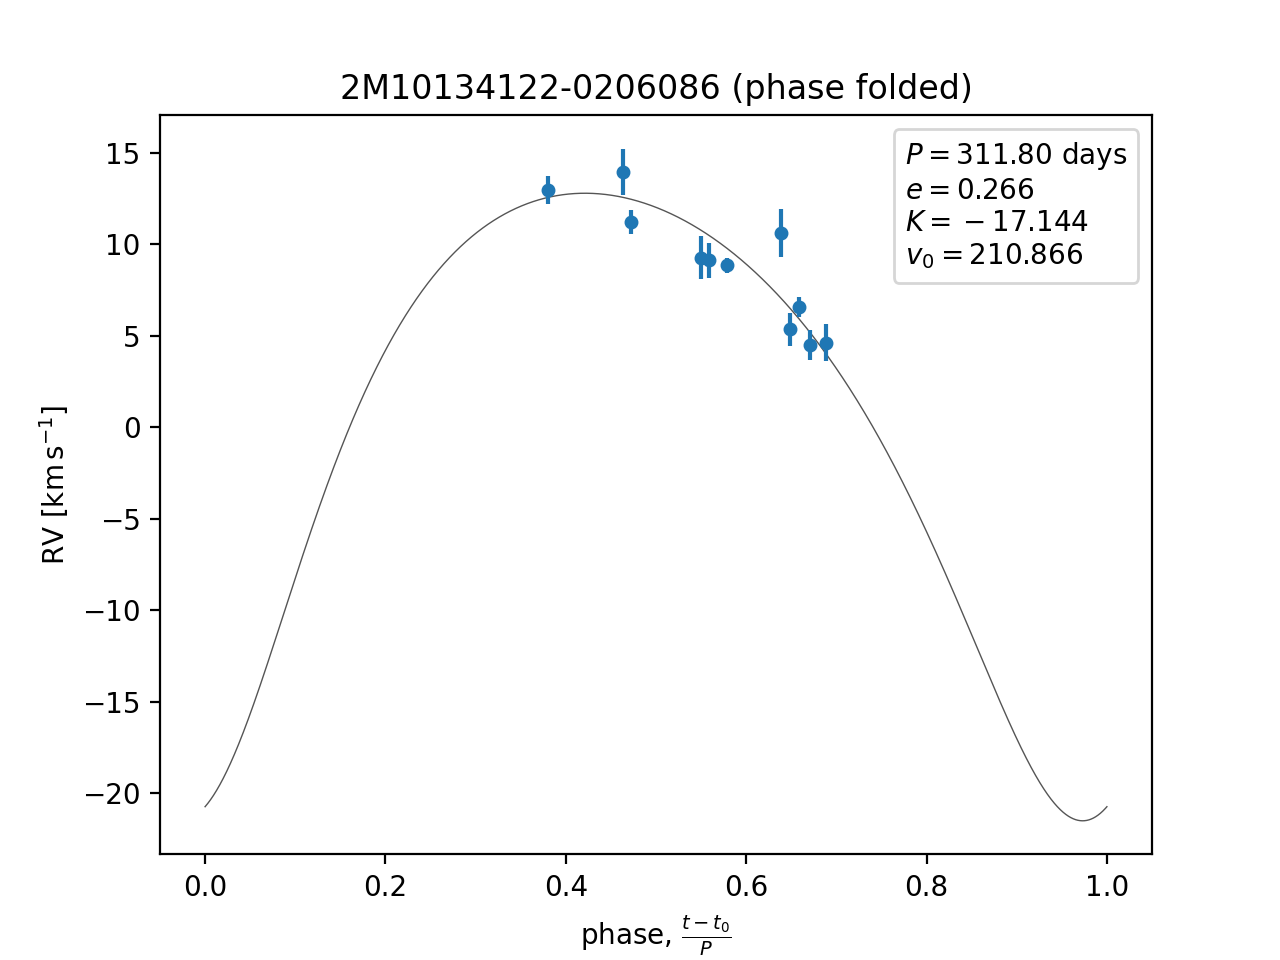 2M10134122-0206086 (phase folded)
P = 311.80 days
e = 0.266
K = −17.144
v₀ = 210.866
RV [km s⁻¹]
15
10
5
0
−5
−10
−15
−20
0.0 0.2 0.4 0.6 0.8 1.0
phase, (t − t₀)/P